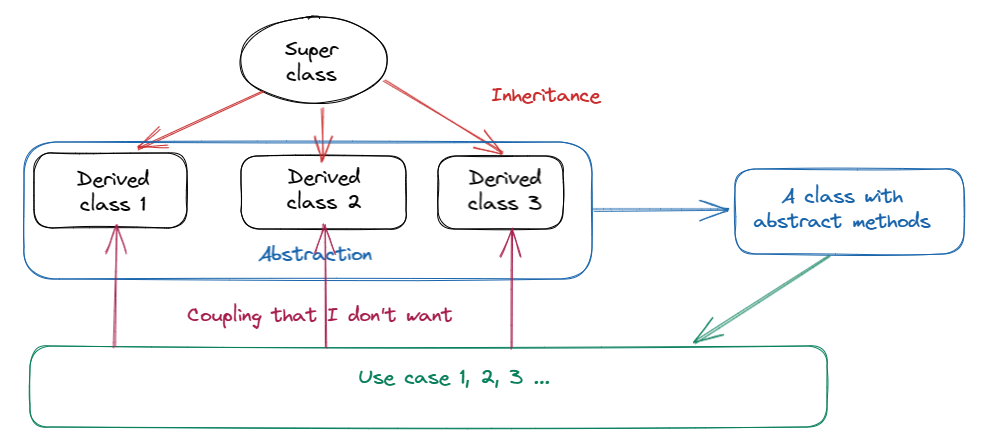 Super
class
Inheritance
Derived
class 1
Derived
class 2
Derived
class 3
A class with
abstract methods
Abstraction
Coupling that I don't want
Use case 1, 2, 3 ...